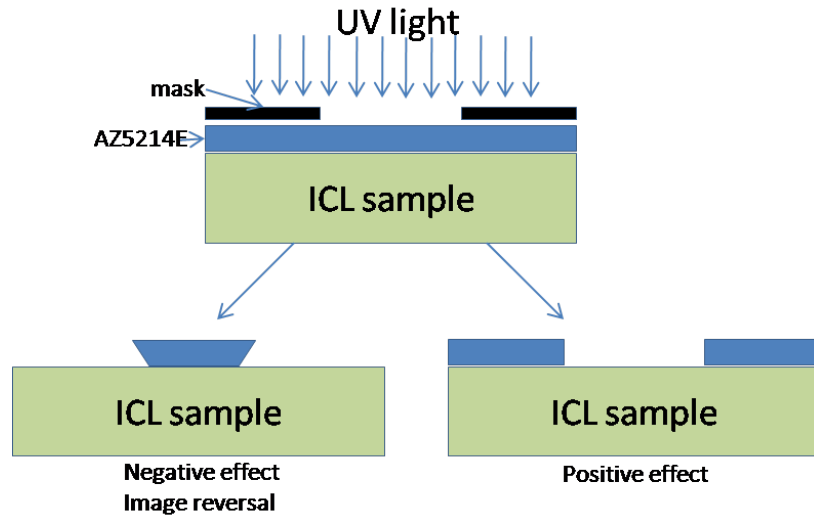 UV light
mask
AZ5214E
ICL sample
ICL sample
ICL sample
Negative effect
Image reversal
Positive effect